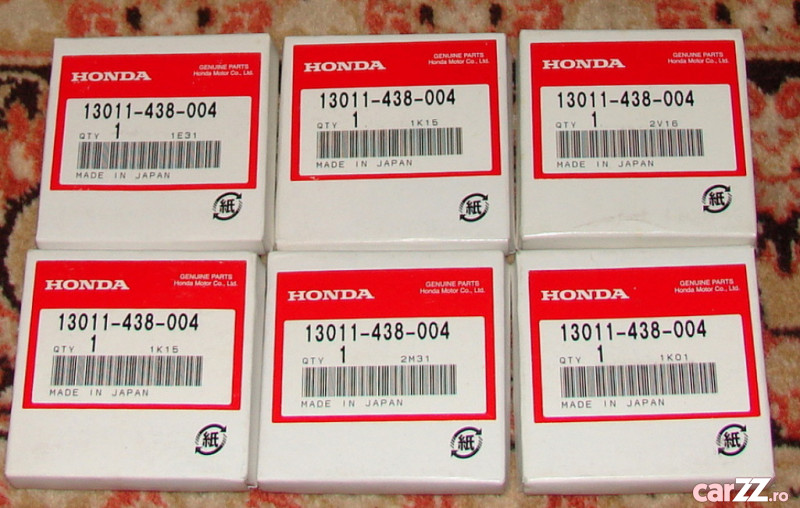 HONDA
GENUINE PARTS
Honda Motor Co., Ltd.
13011-438-004
QTY 1 1E31
MADE IN JAPAN
紙
HONDA
GENUINE PARTS
Honda Motor Co., Ltd.
13011-438-004
QTY 1 1K15
MADE IN JAPAN
紙
HONDA
GENUINE PARTS
Honda Motor Co., Ltd.
13011-438-004
QTY 1 2V16
MADE IN JAPAN
紙
HONDA
GENUINE PARTS
Honda Motor Co., Ltd.
13011-438-004
QTY 1 1K15
MADE IN JAPAN
紙
HONDA
GENUINE PARTS
Honda Motor Co., Ltd.
13011-438-004
QTY 1 2M31
MADE IN JAPAN
紙
HONDA
GENUINE PARTS
Honda Motor Co., Ltd.
13011-438-004
QTY 1 1K01
MADE IN JAPAN
紙
carZZ.ro